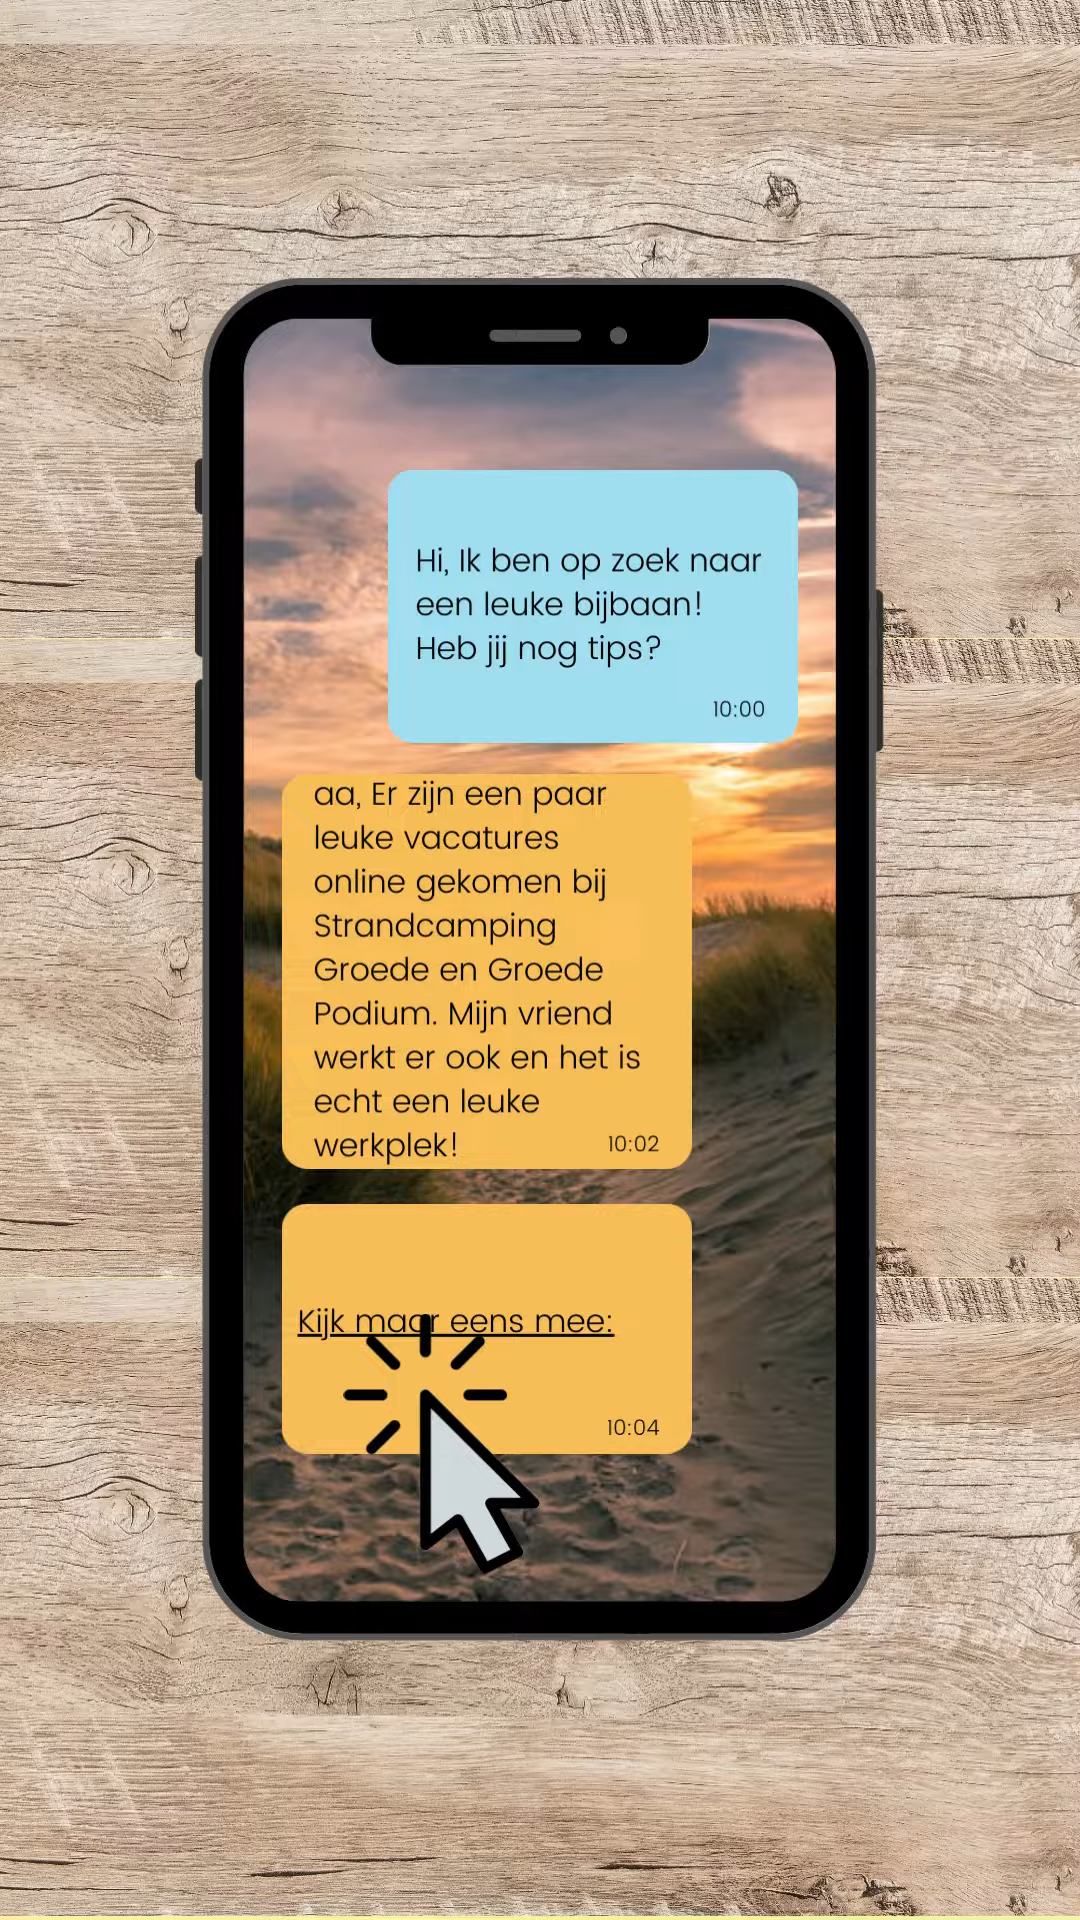 Hi, Ik ben op zoek naar
een leuke bijbaan!
Heb jij nog tips?
10:00
aa, Er zijn een paar
leuke vacatures
online gekomen bij
Strandcamping
Groede en Groede
Podium. Mijn vriend
werkt er ook en het is
echt een leuke
werkplek!
10:02
Kijk maar eens mee:
10:04